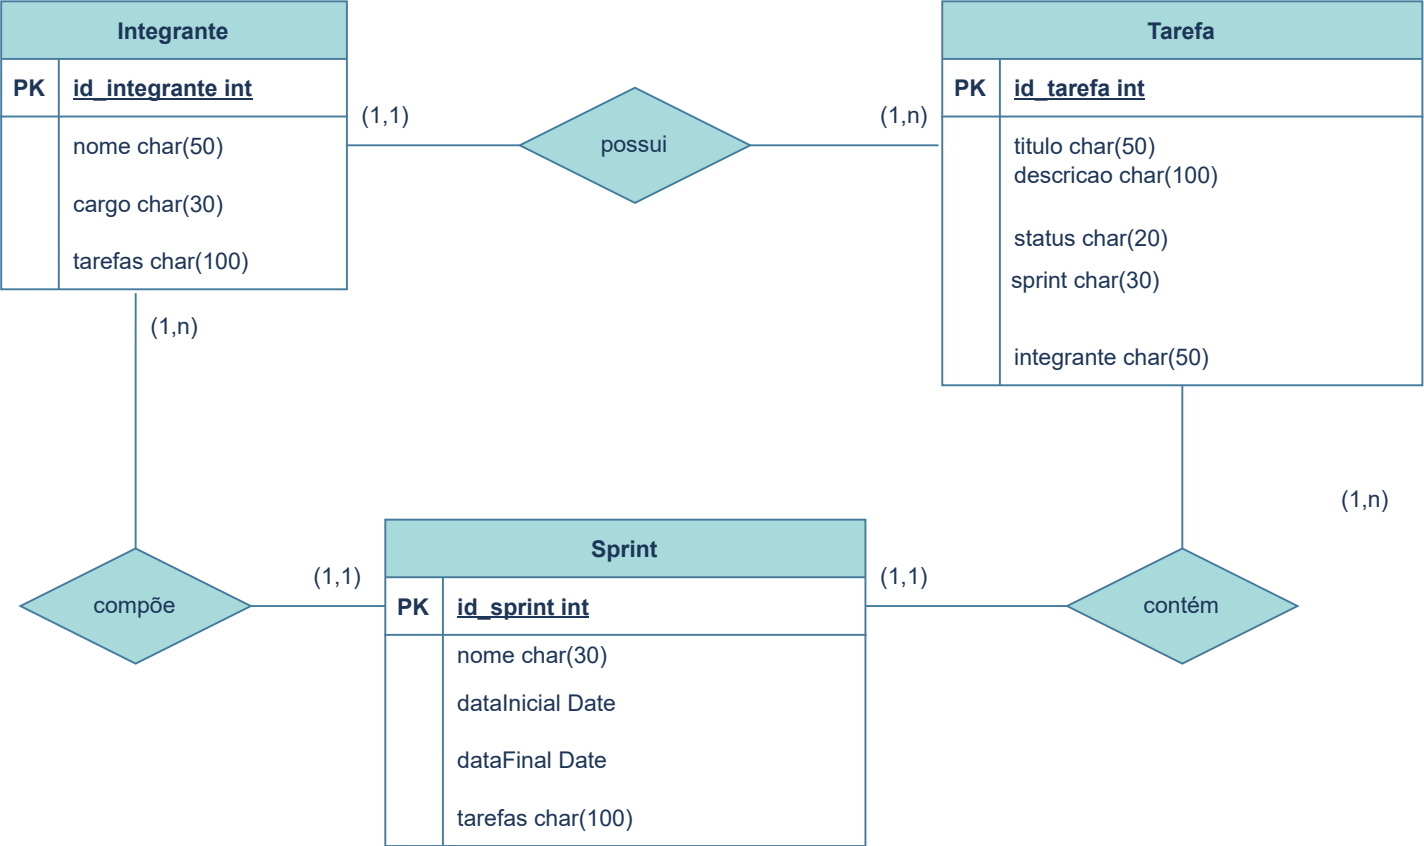 Integrante
PK id_integrante int
nome char(50)
cargo char(30)
tarefas char(100)
(1,1)
possui
(1,n)
Tarefa
PK id_tarefa int
titulo char(50)
descricao char(100)
status char(20)
sprint char(30)
integrante char(50)
(1,n)
compõe
(1,1)
Sprint
PK id_sprint int
nome char(30)
dataInicial Date
dataFinal Date
tarefas char(100)
(1,1)
contém
(1,n)